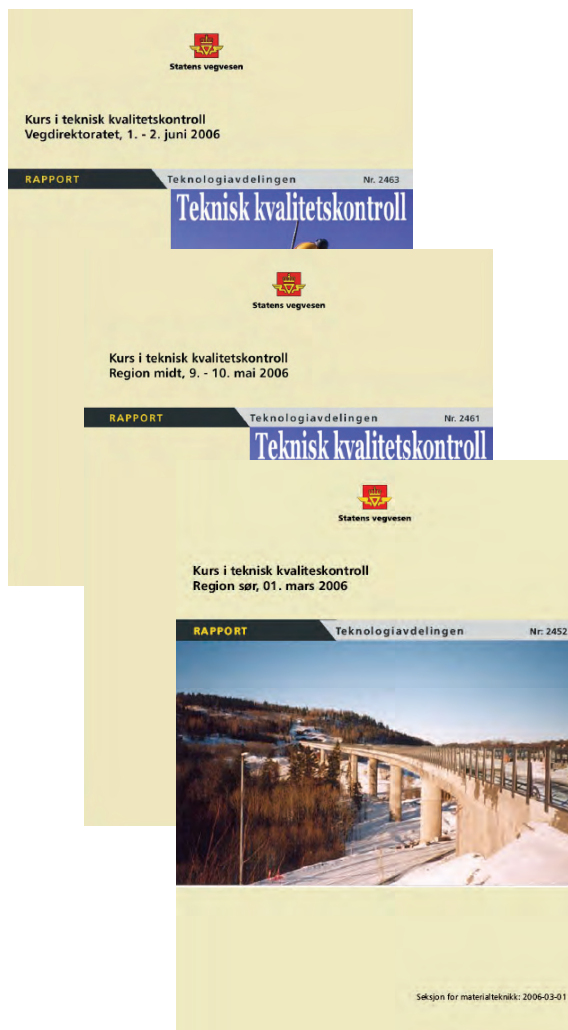 Statens vegvesen
Kurs i teknisk kvalitetskontroll
Vegdirektoratet, 1. - 2. juni 2006
RAPPORT Teknologiavdelingen Nr. 2463
Teknisk kvalitetskontroll
Statens vegvesen
Kurs i teknisk kvalitetskontroll
Region midt, 9. - 10. mai 2006
RAPPORT Teknologiavdelingen Nr. 2461
Teknisk kvalitetskontroll
Statens vegvesen
Kurs i teknisk kvaliteskontroll
Region sør, 01. mars 2006
RAPPORT Teknologiavdelingen Nr: 2452
Seksjon for materialteknikk: 2006-03-01